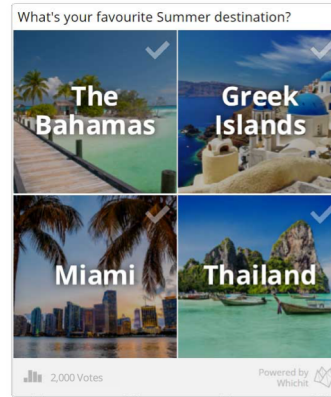 What's your favourite Summer destination?
The
Bahamas
Greek
Islands
Miami
Thailand
2,000 Votes
Powered by
Whichit